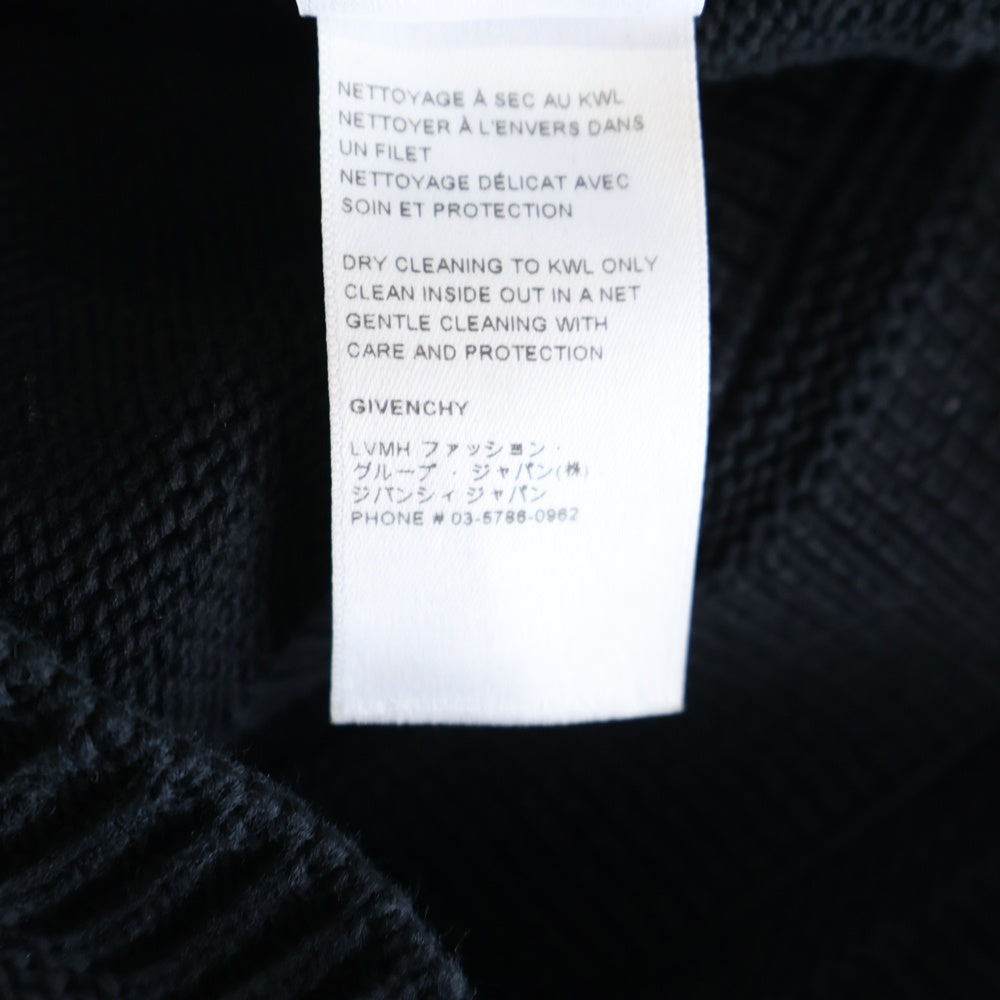 NETTOYAGE À SEC AU KWL
NETTOYER À L'ENVERS DANS
UN FILET
NETTOYAGE DÉLICAT AVEC
SOIN ET PROTECTION
DRY CLEANING TO KWL ONLY
CLEAN INSIDE OUT IN A NET
GENTLE CLEANING WITH
CARE AND PROTECTION
GIVENCHY
LVMH ファッション・
グループ・ジャパン(株)
ジバンシィ ジャパン
PHONE # 03-5786-0962